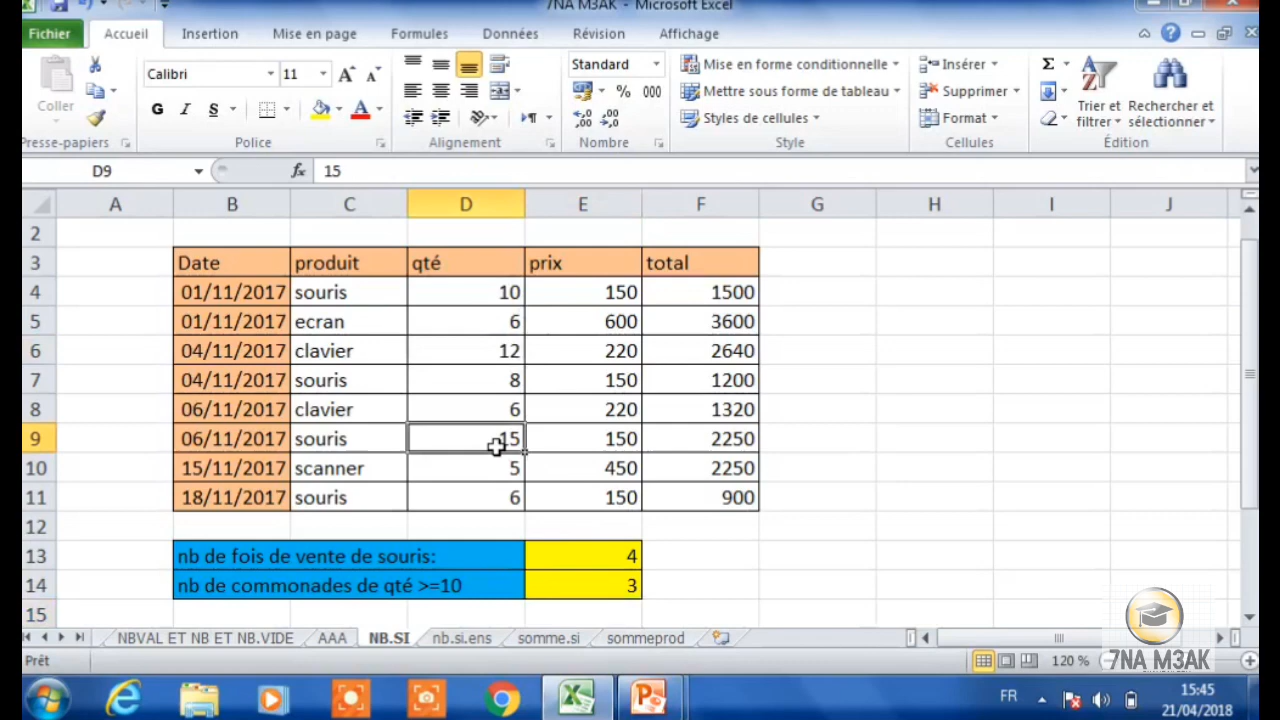 7NA M3AK - Microsoft Excel
Fichier Accueil Insertion Mise en page Formules Données Révision Affichage
Coller
Calibri 11
G I S
Standard
% 000
Mise en forme conditionnelle
Mettre sous forme de tableau
Styles de cellules
Insérer
Supprimer
Format
Trier et filtrer
Rechercher et sélectionner
Presse-papiers Police Alignement Nombre Style Cellules Édition
D9 fx 15
A B C D E F G H I J
2
3 Date produit qté prix total
4 01/11/2017 souris 10 150 1500
5 01/11/2017 ecran 6 600 3600
6 04/11/2017 clavier 12 220 2640
7 04/11/2017 souris 8 150 1200
8 06/11/2017 clavier 6 220 1320
9 06/11/2017 souris 15 150 2250
10 15/11/2017 scanner 5 450 2250
11 18/11/2017 souris 6 150 900
12
13 nb de fois de vente de souris: 4
14 nb de commonades de qté >=10 3
15
NBVAL ET NB ET NB.VIDE AAA NB.SI nb.si.ens somme.si sommeprod
Prêt 120 %
7NA M3AK
FR 15:45
21/04/2018